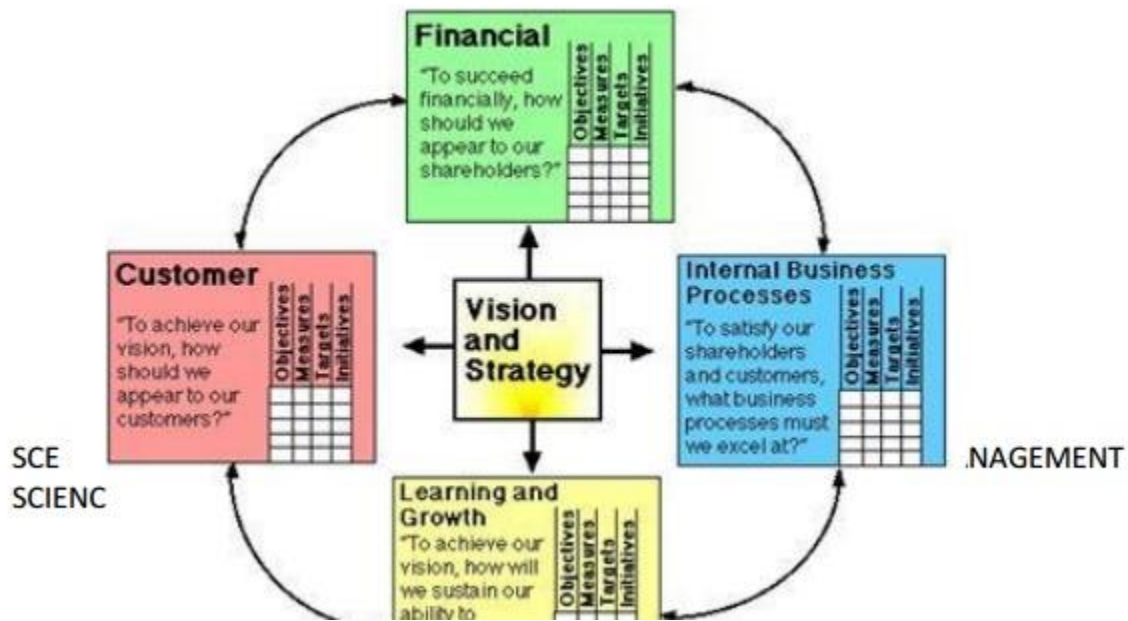 Financial
"To succeed
financially, how
should we
appear to our
shareholders?"
Objectives
Measures
Targets
Initiatives
Customer
"To achieve our
vision, how
should we
appear to our
customers?"
Objectives
Measures
Targets
Initiatives
Vision
and
Strategy
Internal Business
Processes
"To satisfy our
shareholders
and customers,
what business
processes must
we excel at?"
Objectives
Measures
Targets
Initiatives
SCE
SCIENC
NAGEMENT
Learning and
Growth
"To achieve our
vision, how will
we sustain our
ability to
Objectives
Measures
Targets
Initiatives